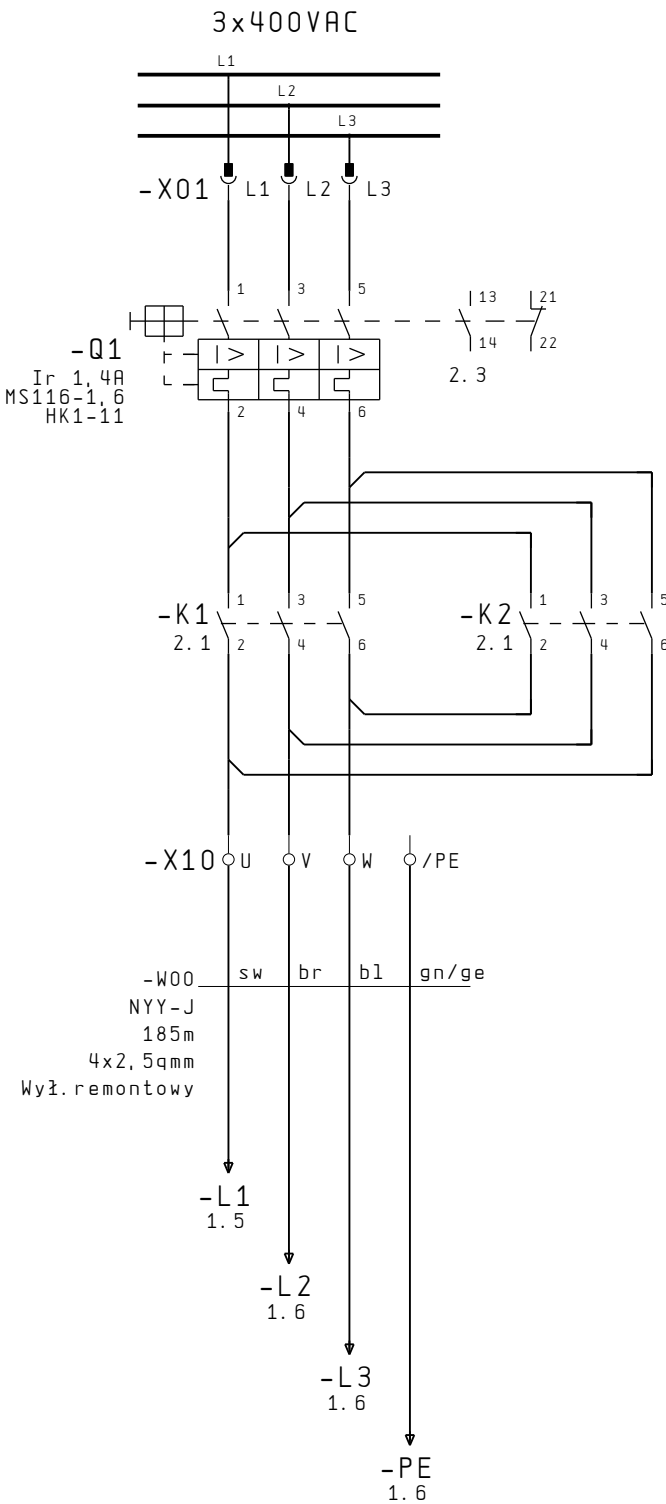 3x400VAC
L1
L2
L3
-X01 L1 L2 L3
1 3 5 13 21
14 22
-Q1
Ir 1,4A
MS116-1,6
HK1-11
2.3
2 4 6
1 3 5 1 3 5
-K1 -K2
2.1 2 4 6 2.1 2 4 6
-X10 U V W /PE
-W00 sw br bl gn/ge
NYY-J
185m
4x2,5qmm
Wył.remontowy
-L1
1.5
-L2
1.6
-L3
1.6
-PE
1.6